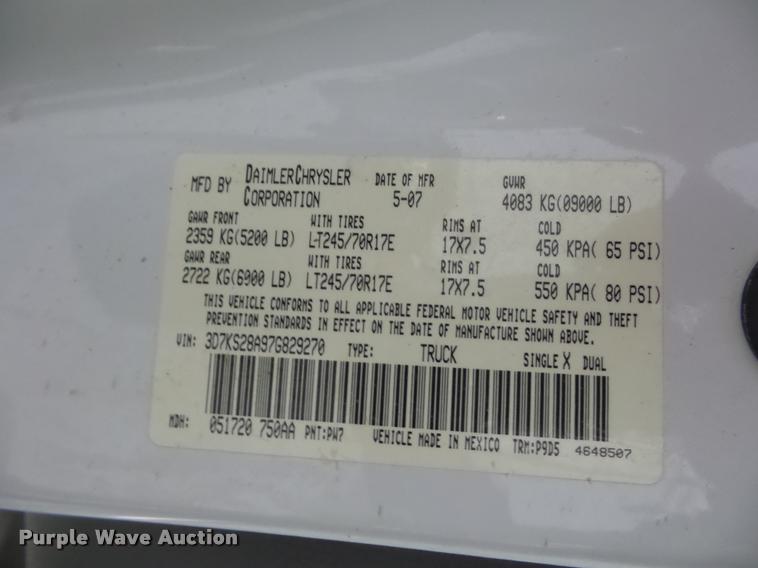 MFD BY DAIMLERCHRYSLER CORPORATION DATE OF MFR 5-07 GVWR 4083 KG(09000 LB)
GAWR FRONT WITH TIRES RIMS AT COLD
2359 KG(5200 LB) LT245/70R17E 17X7.5 450 KPA( 65 PSI)
GAWR REAR WITH TIRES RIMS AT COLD
2722 KG(6000 LB) LT245/70R17E 17X7.5 550 KPA( 80 PSI)
THIS VEHICLE CONFORMS TO ALL APPLICABLE FEDERAL MOTOR VEHICLE SAFETY AND THEFT
PREVENTION STANDARDS IN EFFECT ON THE DATE OF MANUFACTURE SHOWN ABOVE.
VIN: 3D7KS28A97G829270 TYPE: TRUCK SINGLE X DUAL
MDH: 051720 750AA PNT:PW7 VEHICLE MADE IN MEXICO TRM:P9D5 4648507
Purple Wave Auction